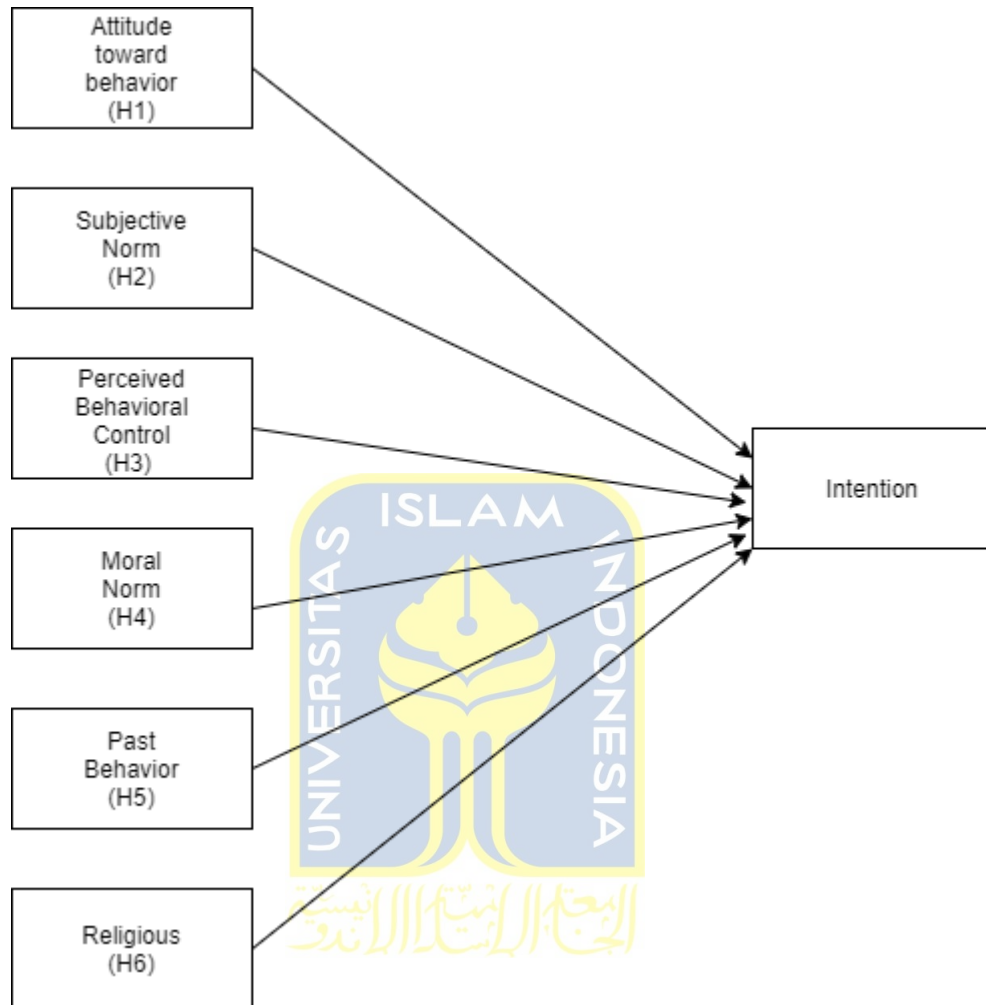 Attitude
toward
behavior
(H1)
Subjective
Norm
(H2)
Perceived
Behavioral
Control
(H3)
Intention
Moral
Norm
(H4)
Past
Behavior
(H5)
Religious
(H6)
UNIVERSITAS
ISLAM
INDONESIA